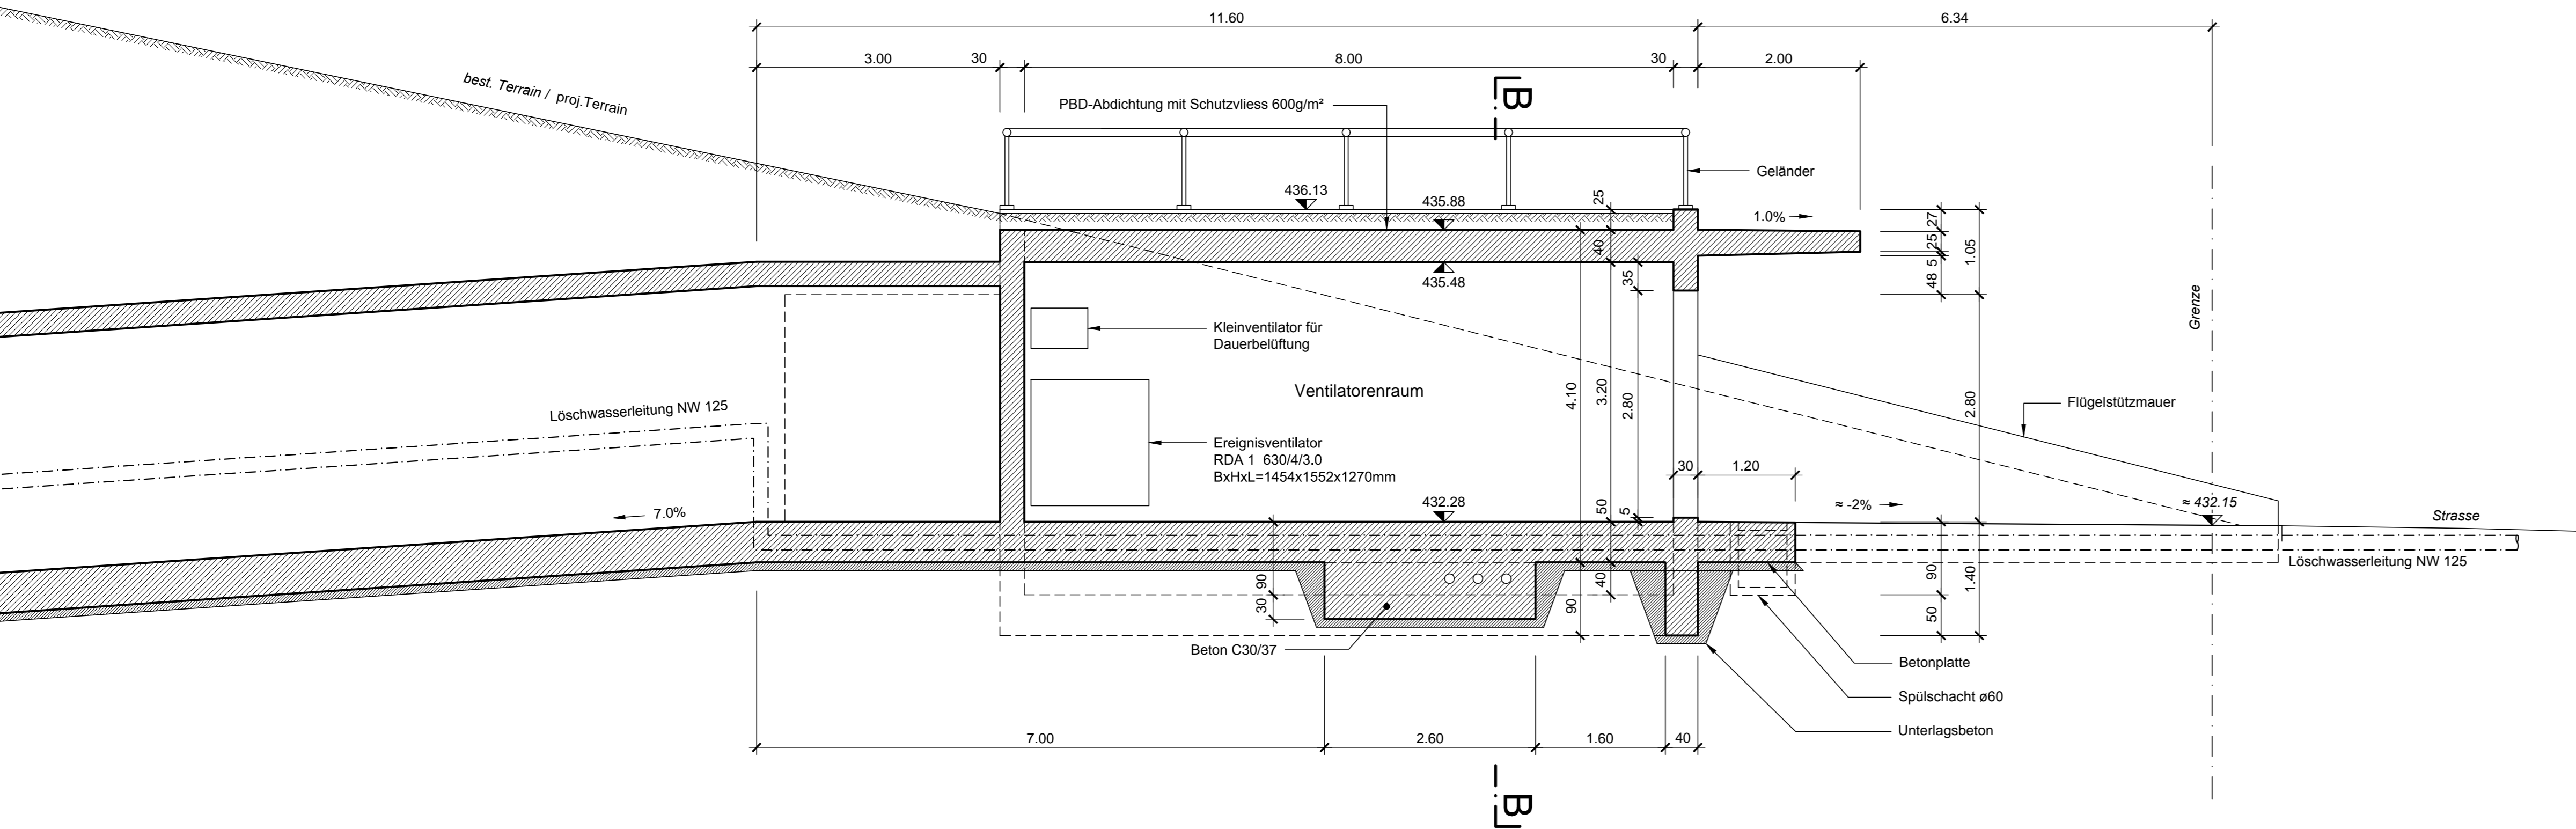 11.60
6.34
3.00
30
8.00
30
2.00
best. Terrain / proj.Terrain
PBD-Abdichtung mit Schutzvliess 600g/m²
B
Geländer
436.13
435.88
25
1.0%
27
25
5
48
1.05
40
435.48
35
Grenze
Kleinventilator für
Dauerbelüftung
Ventilatorenraum
4.10
3.20
2.80
2.80
Flügelstützmauer
Löschwasserleitung NW 125
Ereignisventilator
RDA 1 630/4/3.0
BxHxL=1454x1552x1270mm
30
1.20
7.0%
432.28
50
5
≈ -2%
≈ 432.15
Strasse
Löschwasserleitung NW 125
90
30
40
90
90
50
1.40
Beton C30/37
Betonplatte
Spülschacht ø60
Unterlagsbeton
7.00
2.60
1.60
40
B